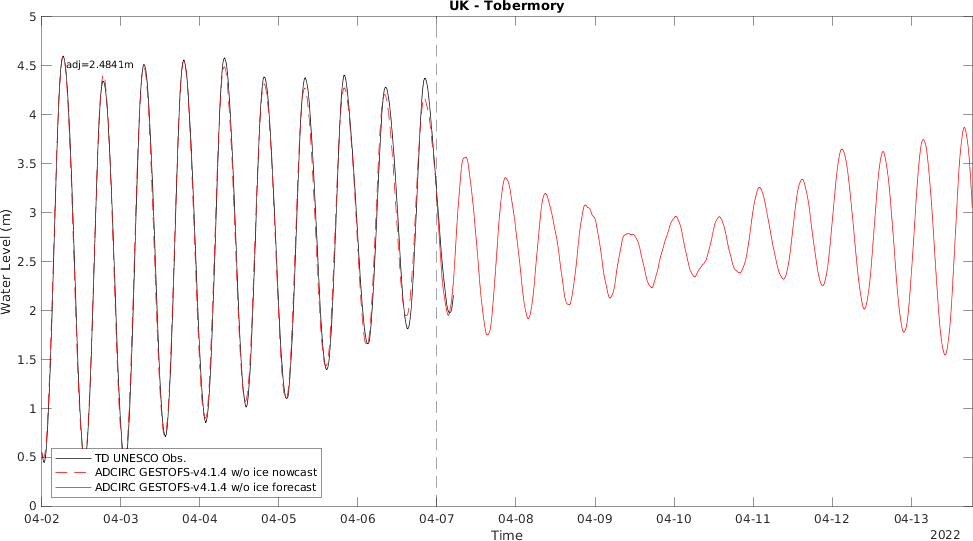 UK - Tobermory
5
4.5
4
3.5
3
2.5
2
1.5
1
0.5
0
Water Level (m)
adj=2.4841m
TD UNESCO Obs.
ADCIRC GESTOFS-v4.1.4 w/o ice nowcast
ADCIRC GESTOFS-v4.1.4 w/o ice forecast
04-02 04-03 04-04 04-05 04-06 04-07 04-08 04-09 04-10 04-11 04-12 04-13
Time
2022